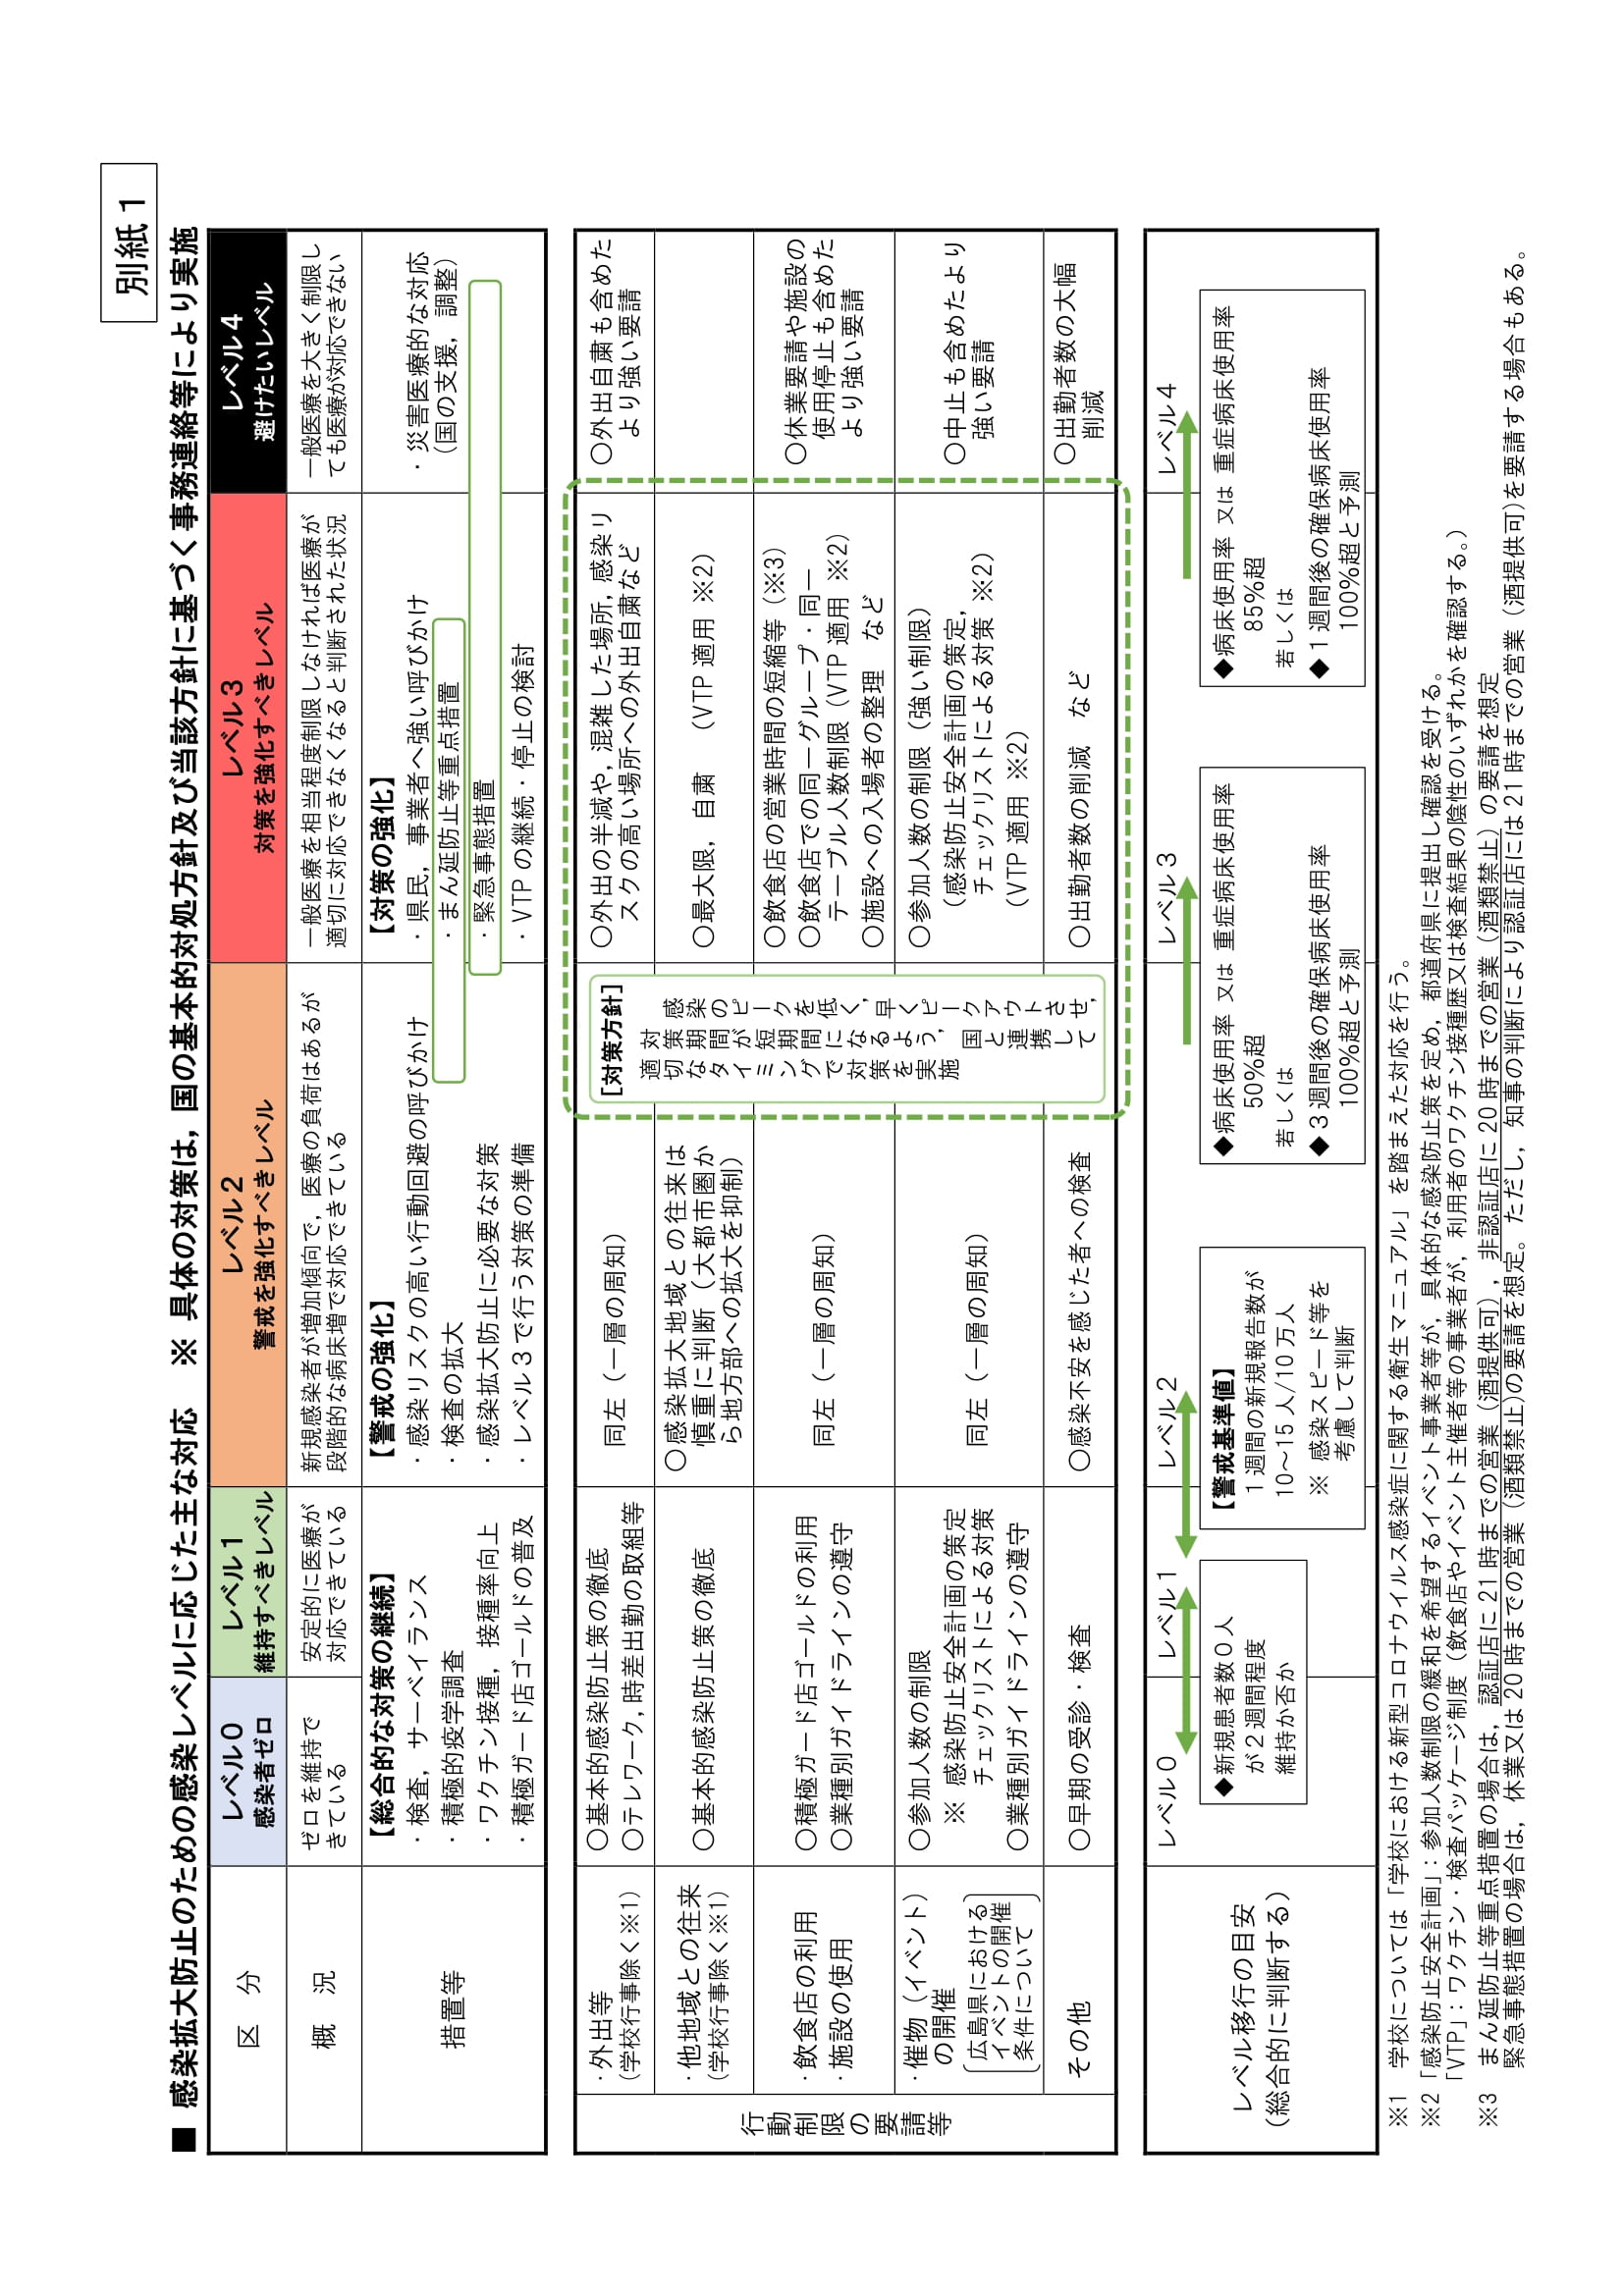 別紙１
■ 感染拡大防止のための感染レベルに応じた主な対応　※ 具体の対策は，国の基本的対処方針及び当該方針に基づく事務連絡等により実施
区　分
レベル０
感染者ゼロ
レベル１
維持すべきレベル
レベル２
警戒を強化すべきレベル
レベル３
対策を強化すべきレベル
レベル４
避けたいレベル
概　況
ゼロを維持で
きている
安定的に医療が
対応できている
新規感染者が増加傾向で，医療の負荷はあるが
段階的な病床増で対応できている
一般医療を相当程度制限しなければ医療が
適切に対応できなくなると判断された状況
一般医療を大きく制限し
ても医療が対応できない
措置等
【総合的な対策の継続】
・検査，サーベイランス
・積極的疫学調査
・ワクチン接種，接種率向上
・積極ガード店ゴールドの普及
【警戒の強化】
・感染リスクの高い行動回避の呼びかけ
・検査の拡大
・感染拡大防止に必要な対策
・レベル３で行う対策の準備
【対策の強化】
・県民，事業者へ強い呼びかけ
・まん延防止等重点措置
・緊急事態措置
・VTP の継続・停止の検討
・災害医療的な対応
（国の支援，調整）
行動制限の要請等
・外出等
（学校行事除く※1）
〇基本的感染防止策の徹底
〇テレワーク，時差出勤の取組等
同左（一層の周知）
〇外出の半減や，混雑した場所，感染リ
スクの高い場所への外出自粛など
〇外出自粛も含めた
より強い要請
・他地域との往来
（学校行事除く※1）
〇基本的感染防止策の徹底
〇感染拡大地域との往来は
慎重に判断（大都市圏か
ら地方部への拡大を抑制）
〇最大限，自粛　（VTP 適用 ※2）
・飲食店の利用
・施設の使用
〇積極ガード店ゴールドの利用
〇業種別ガイドラインの遵守
同左（一層の周知）
〇飲食店の営業時間の短縮等（※3）
〇飲食店での同一グループ・同一
テーブル人数制限（VTP 適用 ※2）
〇施設への入場者の整理　など
〇休業要請や施設の
使用停止も含めた
より強い要請
・催物（イベント）
の開催
広島県における
イベントの開催
条件について
〇参加人数の制限
※ 感染防止安全計画の策定
チェックリストによる対策
〇業種別ガイドラインの遵守
同左（一層の周知）
〇参加人数の制限（強い制限）
（感染防止安全計画の策定，
チェックリストによる対策 ※2）
（VTP 適用 ※2）
〇中止も含めたより
強い要請
その他
〇早期の受診・検査
〇感染不安を感じた者への検査
〇出勤者数の削減　など
〇出勤者数の大幅
削減
[対策方針]
感染のピークを低く，早くピークアウトさせ，
対策期間が短期間になるよう，国と連携して
適切なタイミングで対策を実施
レベル移行の目安
（総合的に判断する）
レベル０
レベル１
レベル２
レベル３
レベル４
◆新規患者数０人
が２週間程度
維持か否か
【警戒基準値】
１週間の新規報告数が
10～15 人/10 万人
※ 感染スピード等を
考慮して判断
◆病床使用率 又は 重症病床使用率
50％超
若しくは
◆３週間後の確保病床使用率
100％超と予測
◆病床使用率 又は 重症病床使用率
85％超
若しくは
◆１週間後の確保病床使用率
100％超と予測
※1　学校については「学校における新型コロナウイルス感染症に関する衛生マニュアル」を踏まえた対応を行う。
※2「感染防止安全計画」：参加人数制限の緩和を希望するイベント事業者等が，具体的な感染防止策を定め，都道府県に提出し確認を受ける。
「VTP」：ワクチン・検査パッケージ制度（飲食店やイベント主催者等の事業者が，利用者のワクチン接種歴又は検査結果の陰性のいずれかを確認する。）
※3　まん延防止等重点措置の場合は，認証店に 21 時までの営業（酒提供可），非認証店に 20 時までの営業（酒類禁止）の要請を想定
緊急事態措置の場合は，休業又は 20 時までの営業（酒類禁止)の要請を想定。ただし，知事の判断により認証店には 21 時までの営業（酒提供可)を要請する場合もある。